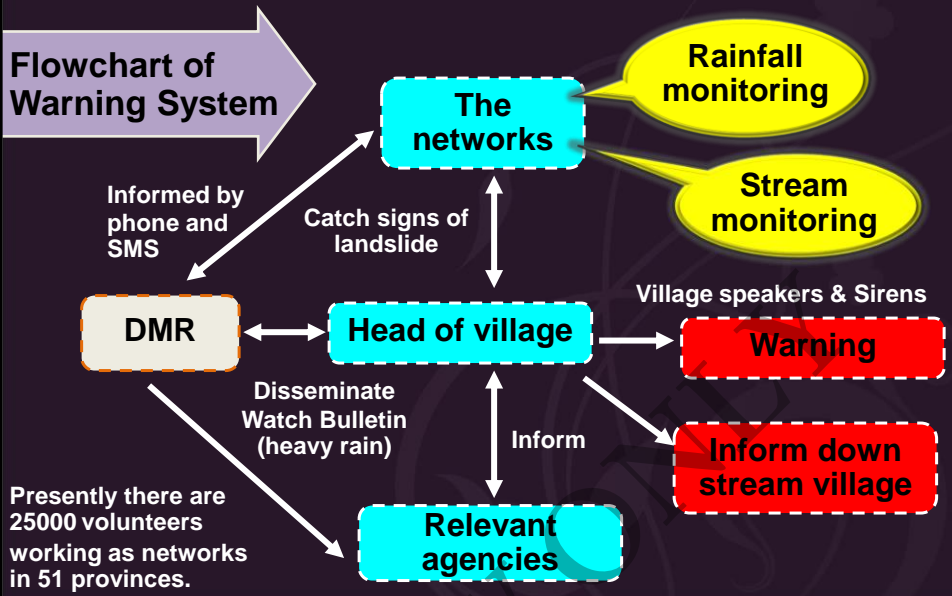 Flowchart of
Warning System
The
networks
Rainfall
monitoring
Stream
monitoring
Informed by
phone and
SMS
Catch signs of
landslide
Village speakers & Sirens
DMR
Head of village
Warning
Disseminate
Watch Bulletin
(heavy rain)
Inform
Inform down
stream village
Presently there are
25000 volunteers
working as networks
in 51 provinces.
Relevant
agencies
ONLY